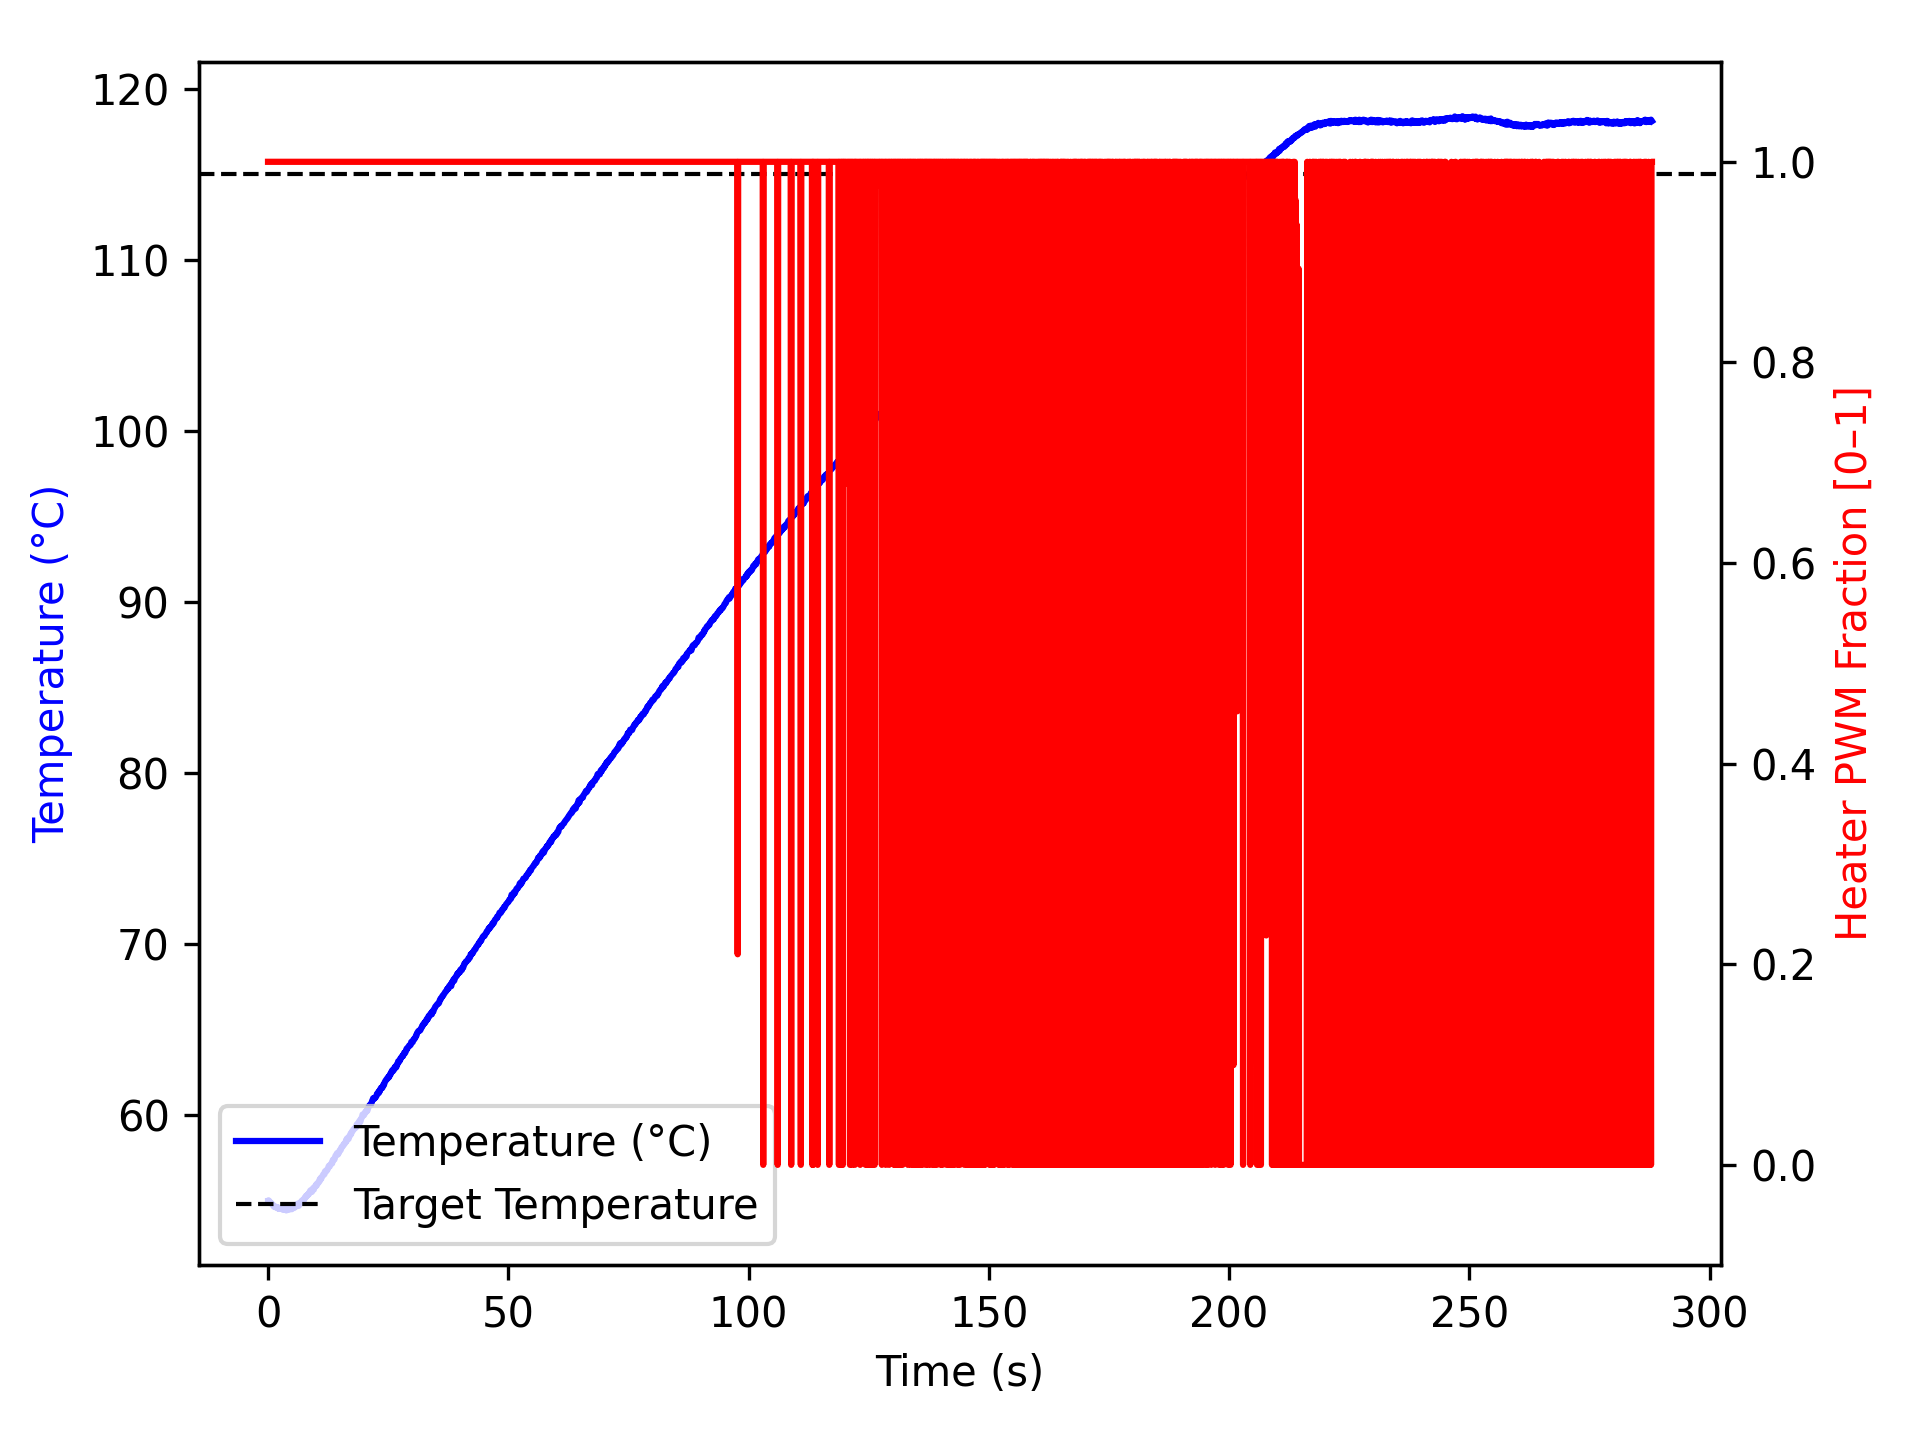 120
110
100
90
80
70
60
Temperature (°C)
1.0
0.8
0.6
0.4
0.2
0.0
Heater PWM Fraction [0–1]
Temperature (°C)
Target Temperature
0 50 100 150 200 250 300
Time (s)